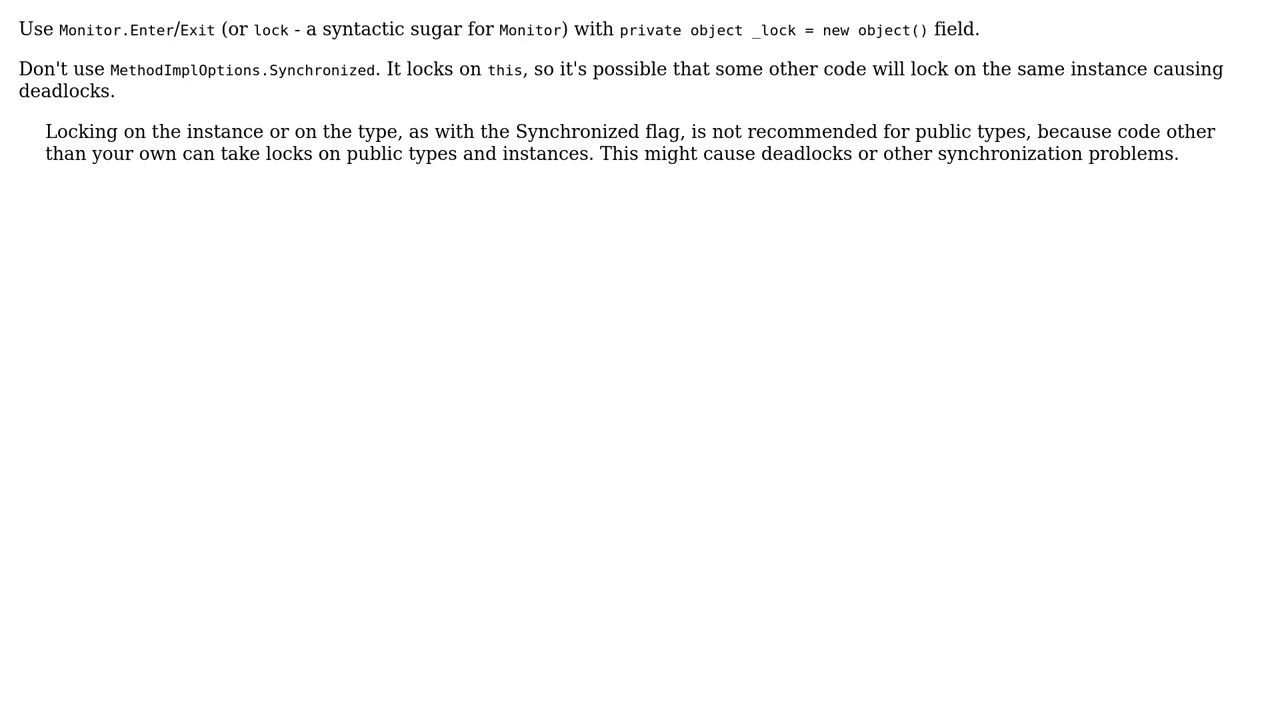 Use Monitor.Enter/Exit (or lock - a syntactic sugar for Monitor) with private object _lock = new object() field.
Don't use MethodImplOptions.Synchronized. It locks on this, so it's possible that some other code will lock on the same instance causing
deadlocks.
Locking on the instance or on the type, as with the Synchronized flag, is not recommended for public types, because code other
than your own can take locks on public types and instances. This might cause deadlocks or other synchronization problems.